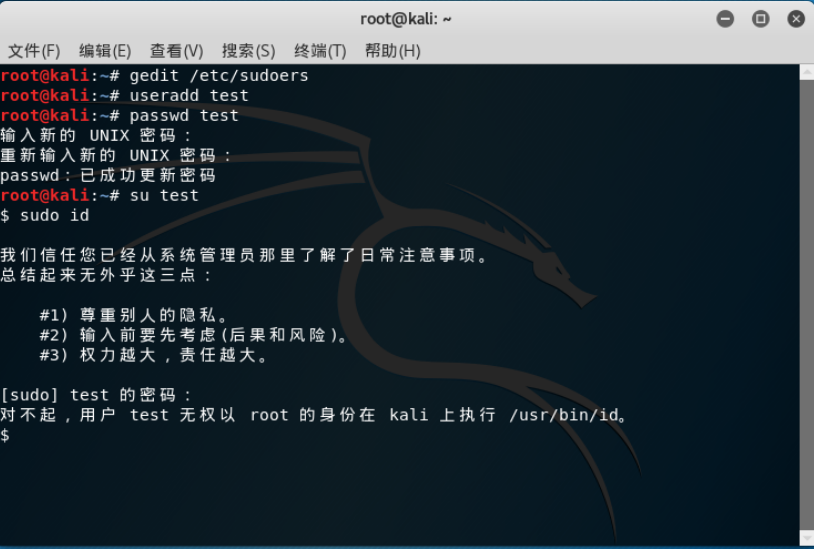 root@kali: ~
文件(F) 编辑(E) 查看(V) 搜索(S) 终端(T) 帮助(H)
root@kali:~# gedit /etc/sudoers
root@kali:~# useradd test
root@kali:~# passwd test
输入新的 UNIX 密码：
重新输入新的 UNIX 密码：
passwd：已成功更新密码
root@kali:~# su test
$ sudo id
我们信任您已经从系统管理员那里了解了日常注意事项。
总结起来无外乎这三点：
#1) 尊重别人的隐私。
#2) 输入前要先考虑(后果和风险)。
#3) 权力越大，责任越大。
[sudo] test 的密码：
对不起，用户 test 无权以 root 的身份在 kali 上执行 /usr/bin/id。
$